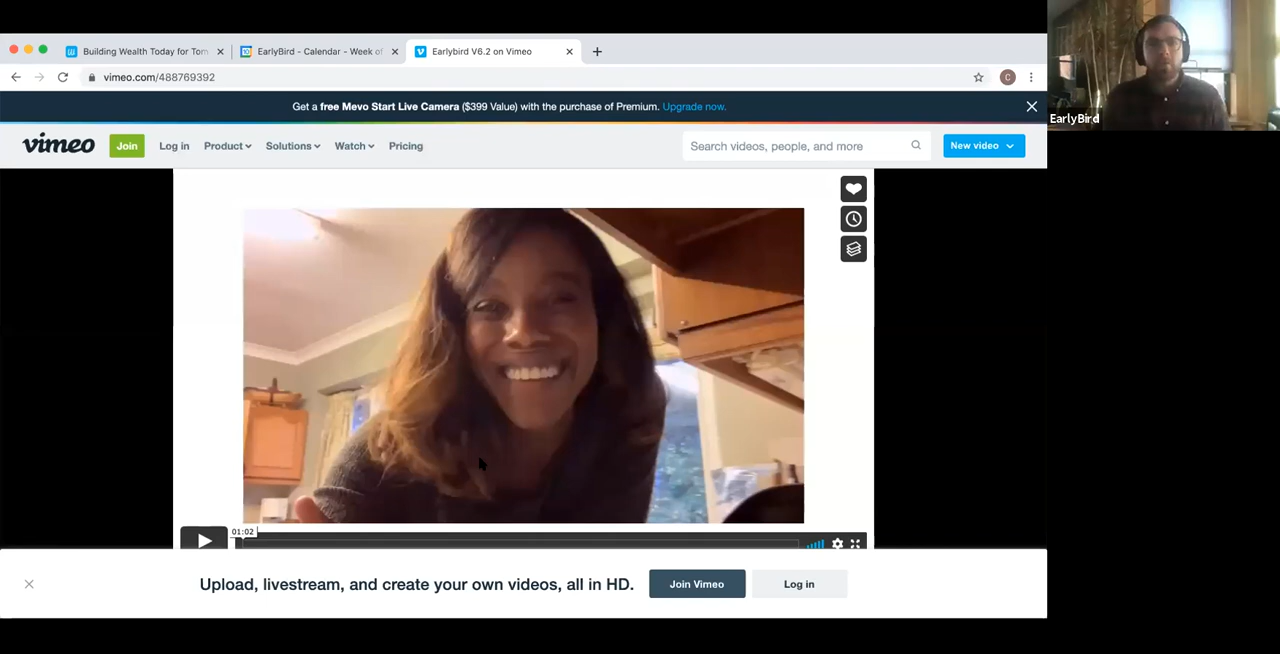 Building Wealth Today for Tom
EarlyBird - Calendar - Week of
Earlybird V6.2 on Vimeo
vimeo.com/488769392
C
Get a free Mevo Start Live Camera ($399 Value) with the purchase of Premium. Upgrade now.
EarlyBird
vimeo
Join
Log in
Product
Solutions
Watch
Pricing
Search videos, people, and more
New video
01:02
Upload, livestream, and create your own videos, all in HD.
Join Vimeo
Log in